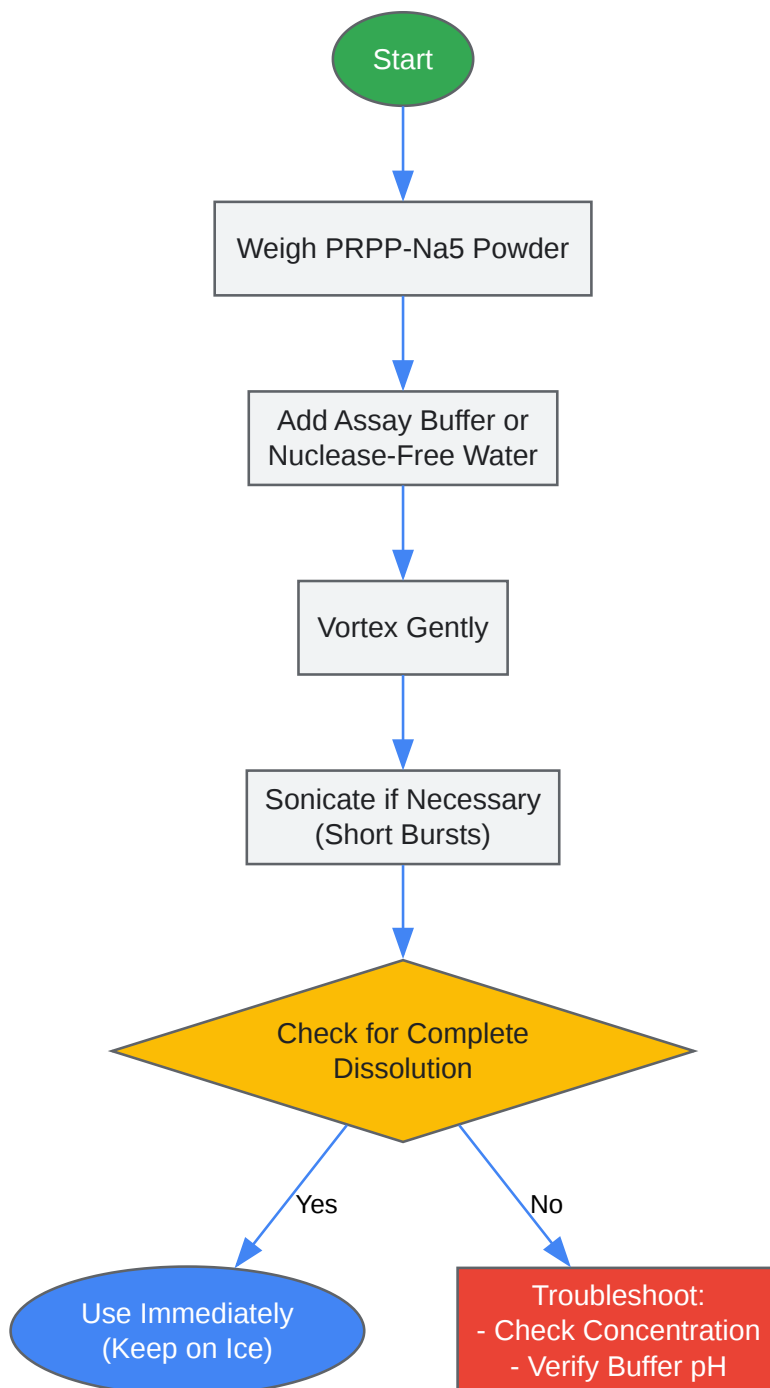 Start
Weigh PRPP-Na5 Powder
Add Assay Buffer or
Nuclease-Free Water
Vortex Gently
Sonicate if Necessary
(Short Bursts)
Check for Complete
Dissolution
Yes
No
Use Immediately
(Keep on Ice)
Troubleshoot:
- Check Concentration
- Verify Buffer pH